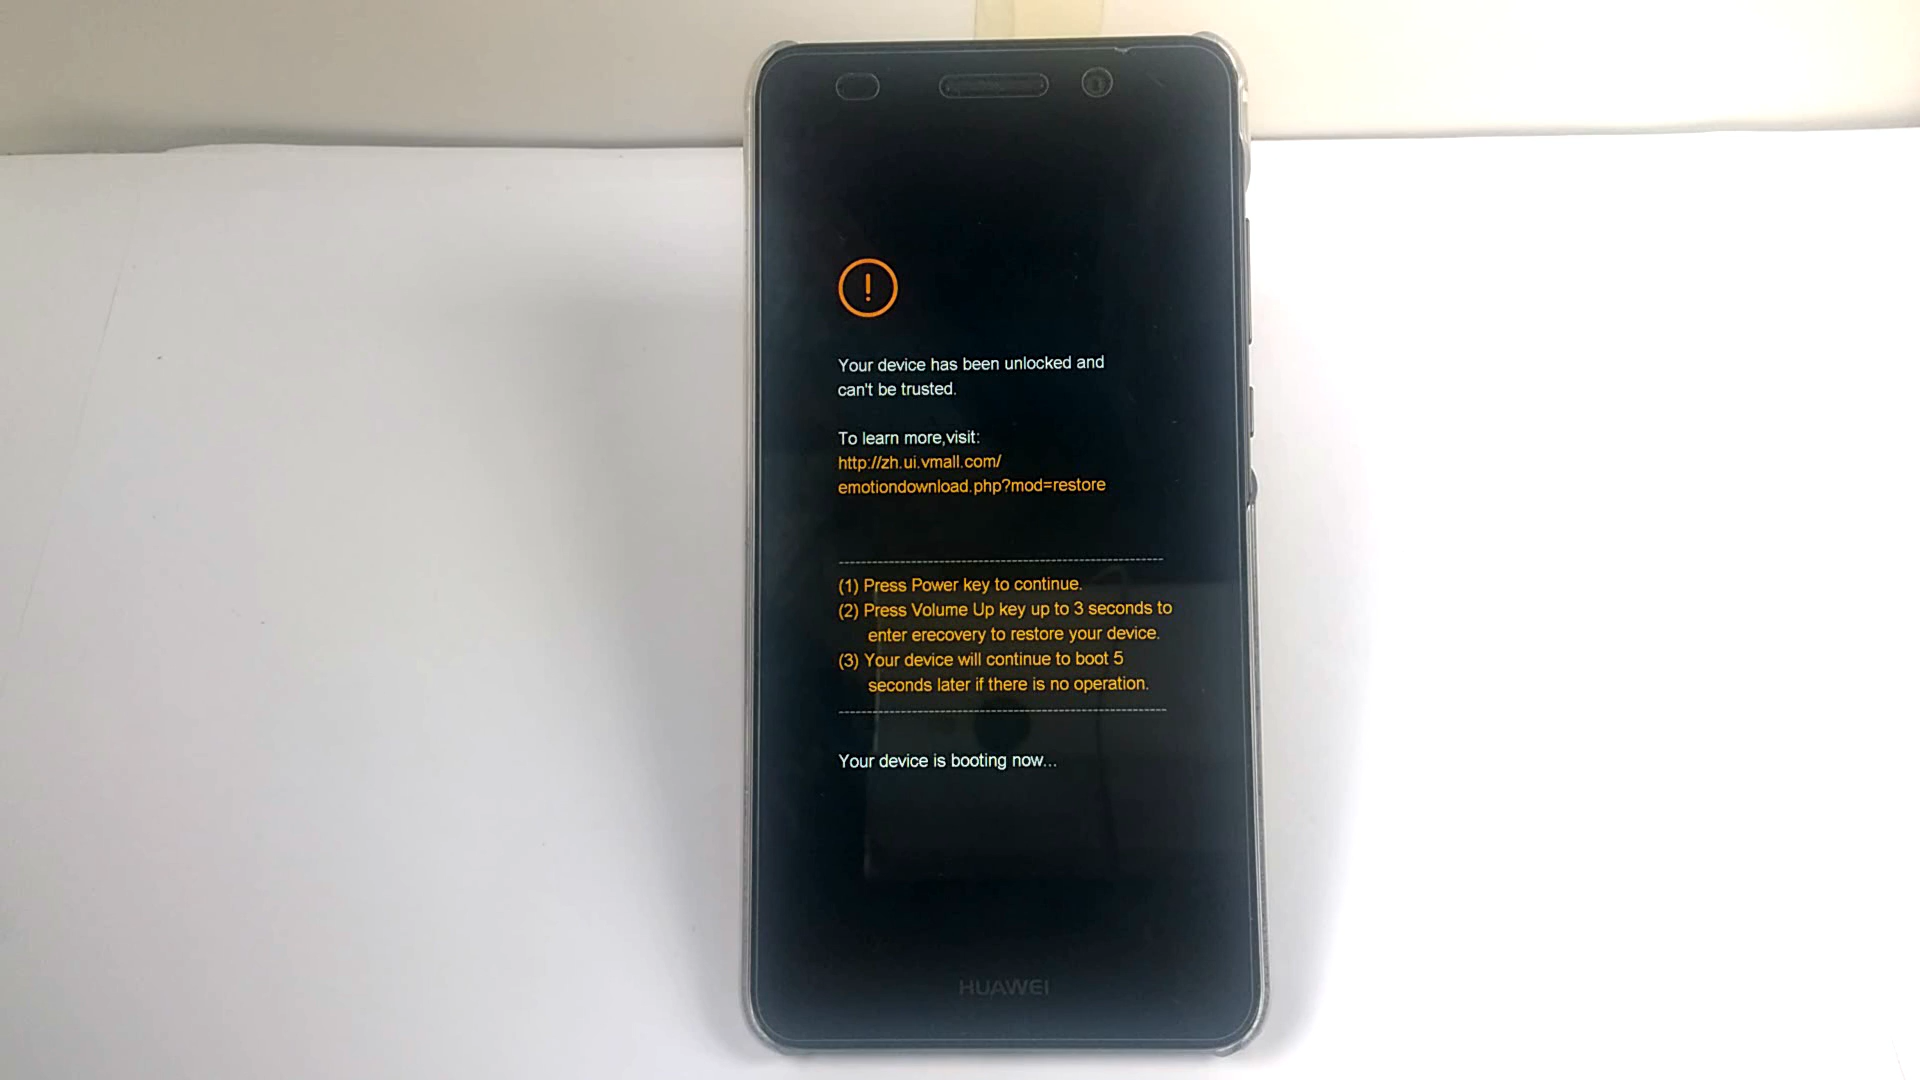 !
Your device has been unlocked and
can't be trusted.
To learn more,visit:
http://zh.ui.vmall.com/
emotiondownload.php?mod=restore
(1) Press Power key to continue.
(2) Press Volume Up key up to 3 seconds to
enter erecovery to restore your device.
(3) Your device will continue to boot 5
seconds later if there is no operation.
Your device is booting now...
HUAWEI